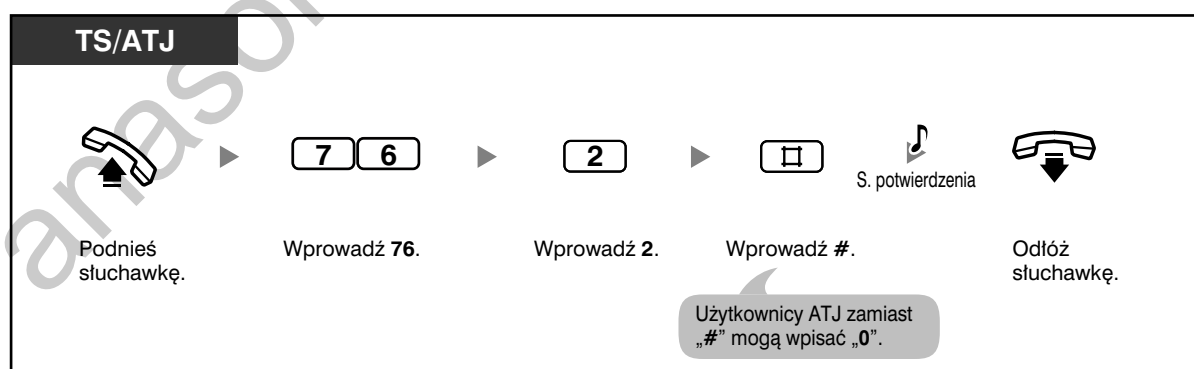 TS/ATJ
7 6
2
#
S. potwierdzenia
Podnieś
słuchawkę.
Wprowadź 76.
Wprowadź 2.
Wprowadź #.
Odłóż
słuchawkę.
Użytkownicy ATJ zamiast
„#” mogą wpisać „0”.